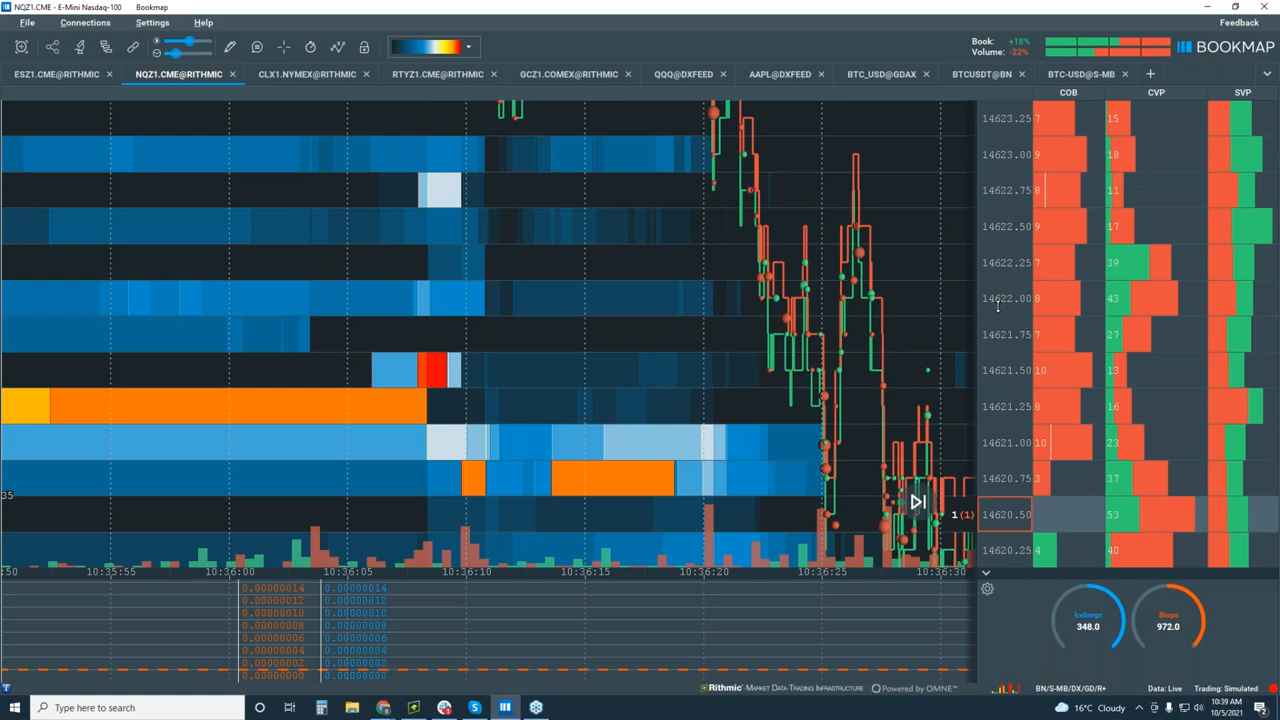 NQZ1.CME - E-Mini Nasdaq-100 Bookmap
File Connections Settings Help Feedback
Book: +18%
Volume: -22%
BOOKMAP
ESZ1.CME@RITHMIC NQZ1.CME@RITHMIC CLX1.NYMEX@RITHMIC RTYZ1.CME@RITHMIC GCZ1.COMEX@RITHMIC QQQ@DXFEED AAPL@DXFEED BTC_USD@GDAX BTCUSDT@BN BTC-USD@S-MB
COB CVP SVP
14623.25 7 15
14623.00 9 18
14622.75 8 11
14622.50 9 17
14622.25 7 39
14622.00 8 43
14621.75 7 27
14621.50 10 13
14621.25 8 16
14621.00 10 23
14620.75 3 37
35
1 (1) 14620.50 53
14620.25 4 40
:50 10:35:55 10:36:00 10:36:05 10:36:10 10:36:15 10:36:20 10:36:25 10:36:30
0.00000014 0.00000014
0.00000012 0.00000012
0.00000010 0.00000010
0.00000008 0.00000008
0.00000006 0.00000006
0.00000004 0.00000004
0.00000002 0.00000002
0.00000000 0.00000000
Icebergs
348.0
Stops
972.0
Rithmic - Market Data-Trading Infrastructure Powered by OMNE™ BN/S-MB/DX/GD/R+ Data: Live Trading: Simulated
Type here to search
16°C Cloudy
10:39 AM
10/5/2021
2